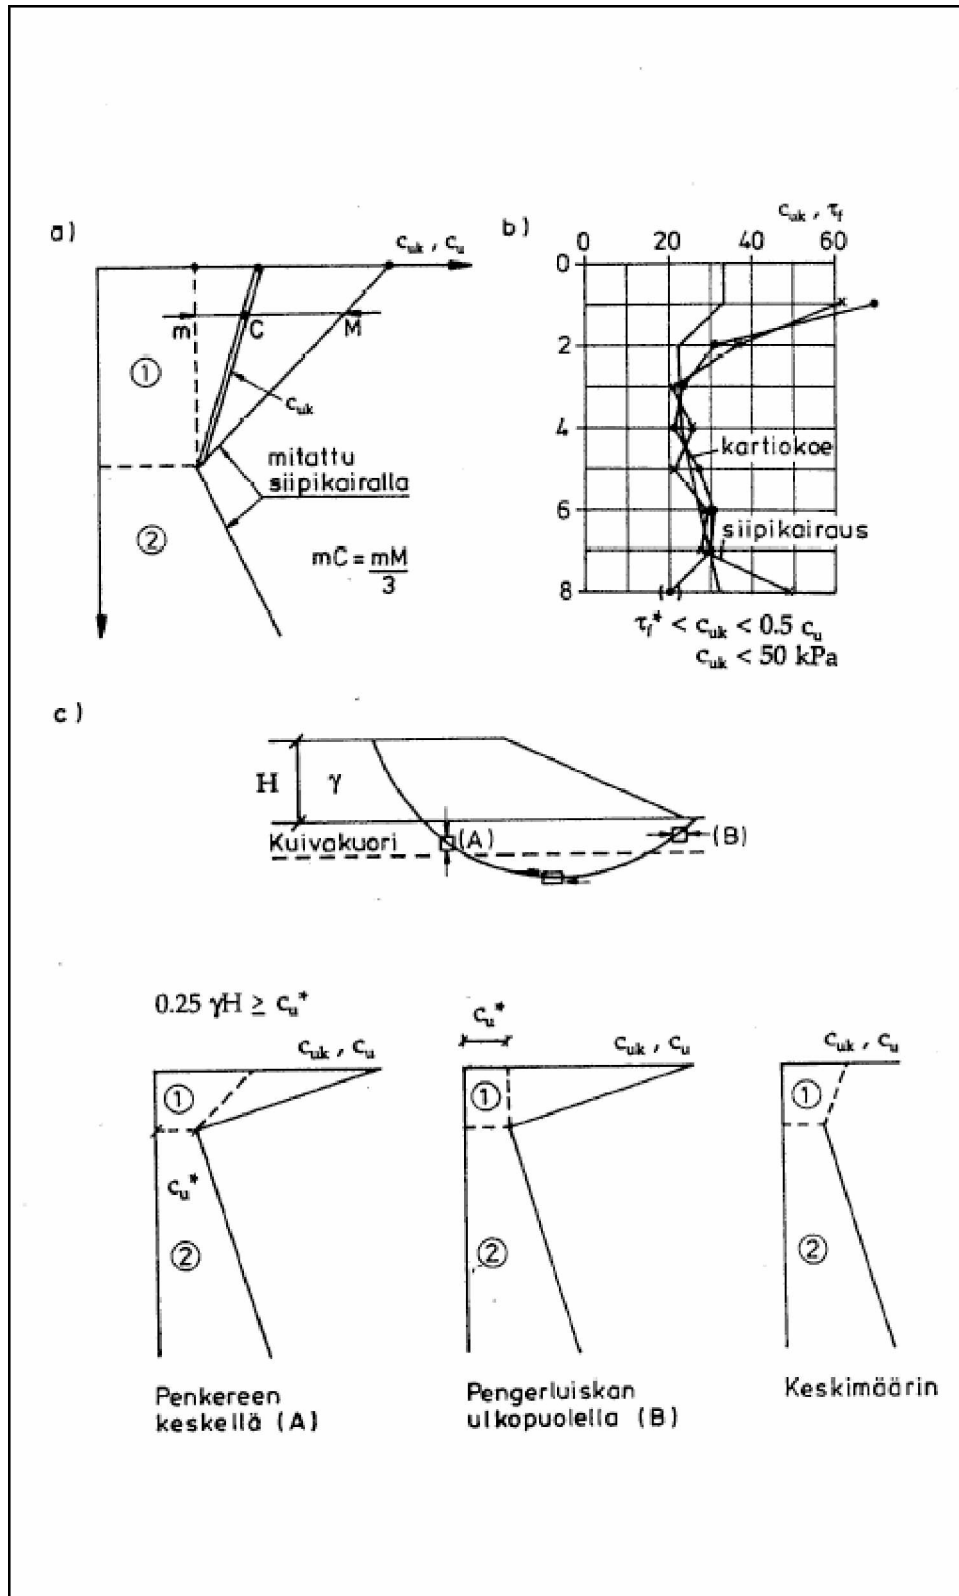 a)
c_uk , c_u
m
C
M
①
c_uk
mitattu
siipikairalla
②
mC = mM/3
b)
c_uk , τ_f
0 20 40 60
0
2
4
6
8
kartiokoe
siipikairaus
( )
τ_f* < c_uk < 0.5 c_u
c_uk < 50 kPa
c)
H
γ
Kuivakuori
(A)
(B)
0.25 γH ≥ c_u*
c_uk , c_u
①
c_u*
②
Penkereen
keskellä (A)
c_u*
c_uk , c_u
①
②
Pengerluiskan
ulkopuolella (B)
c_uk , c_u
①
②
Keskimäärin